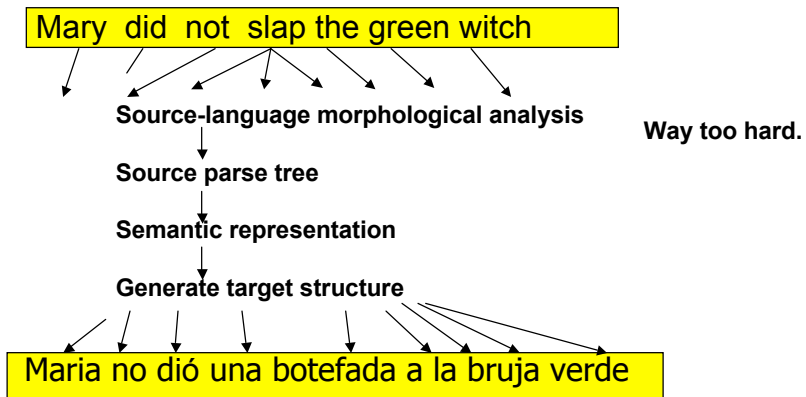 Mary did not slap the green witch
Source-language morphological analysis
Way too hard.
Source parse tree
Semantic representation
Generate target structure
Maria no dió una botefada a la bruja verde